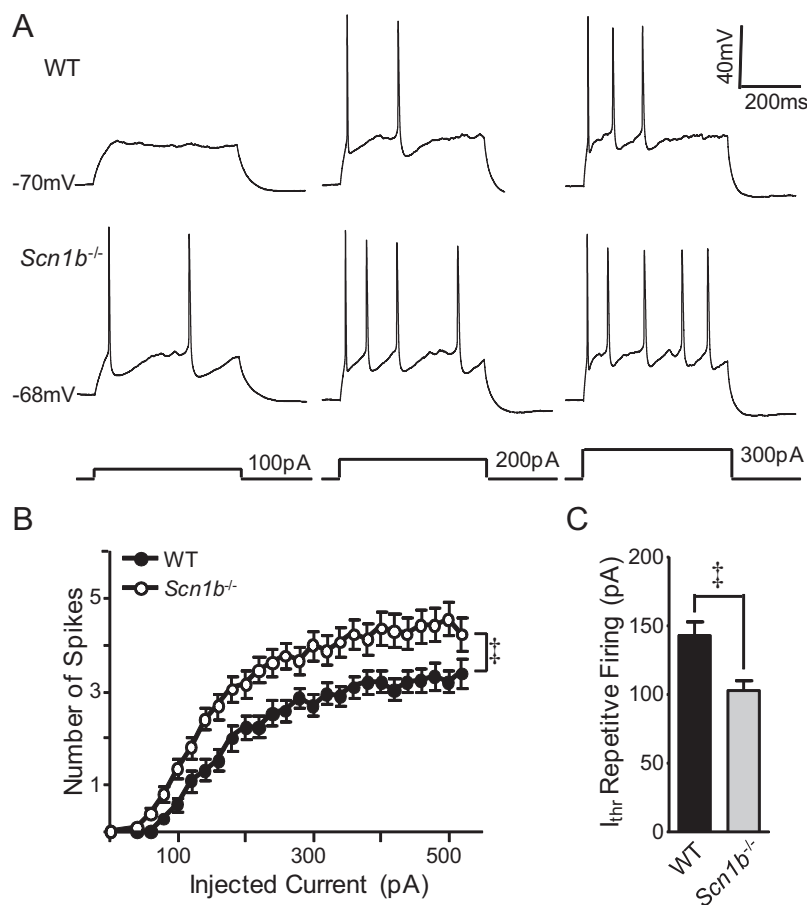 A
WT
40mV
200ms
-70mV
Scn1b-/-
-68mV
100pA
200pA
300pA
B
WT
Scn1b-/-
Number of Spikes
5
3
1
‡
100
300
500
Injected Current (pA)
C
Ithr Repetitive Firing (pA)
200
150
100
50
0
‡
WT
Scn1b-/-